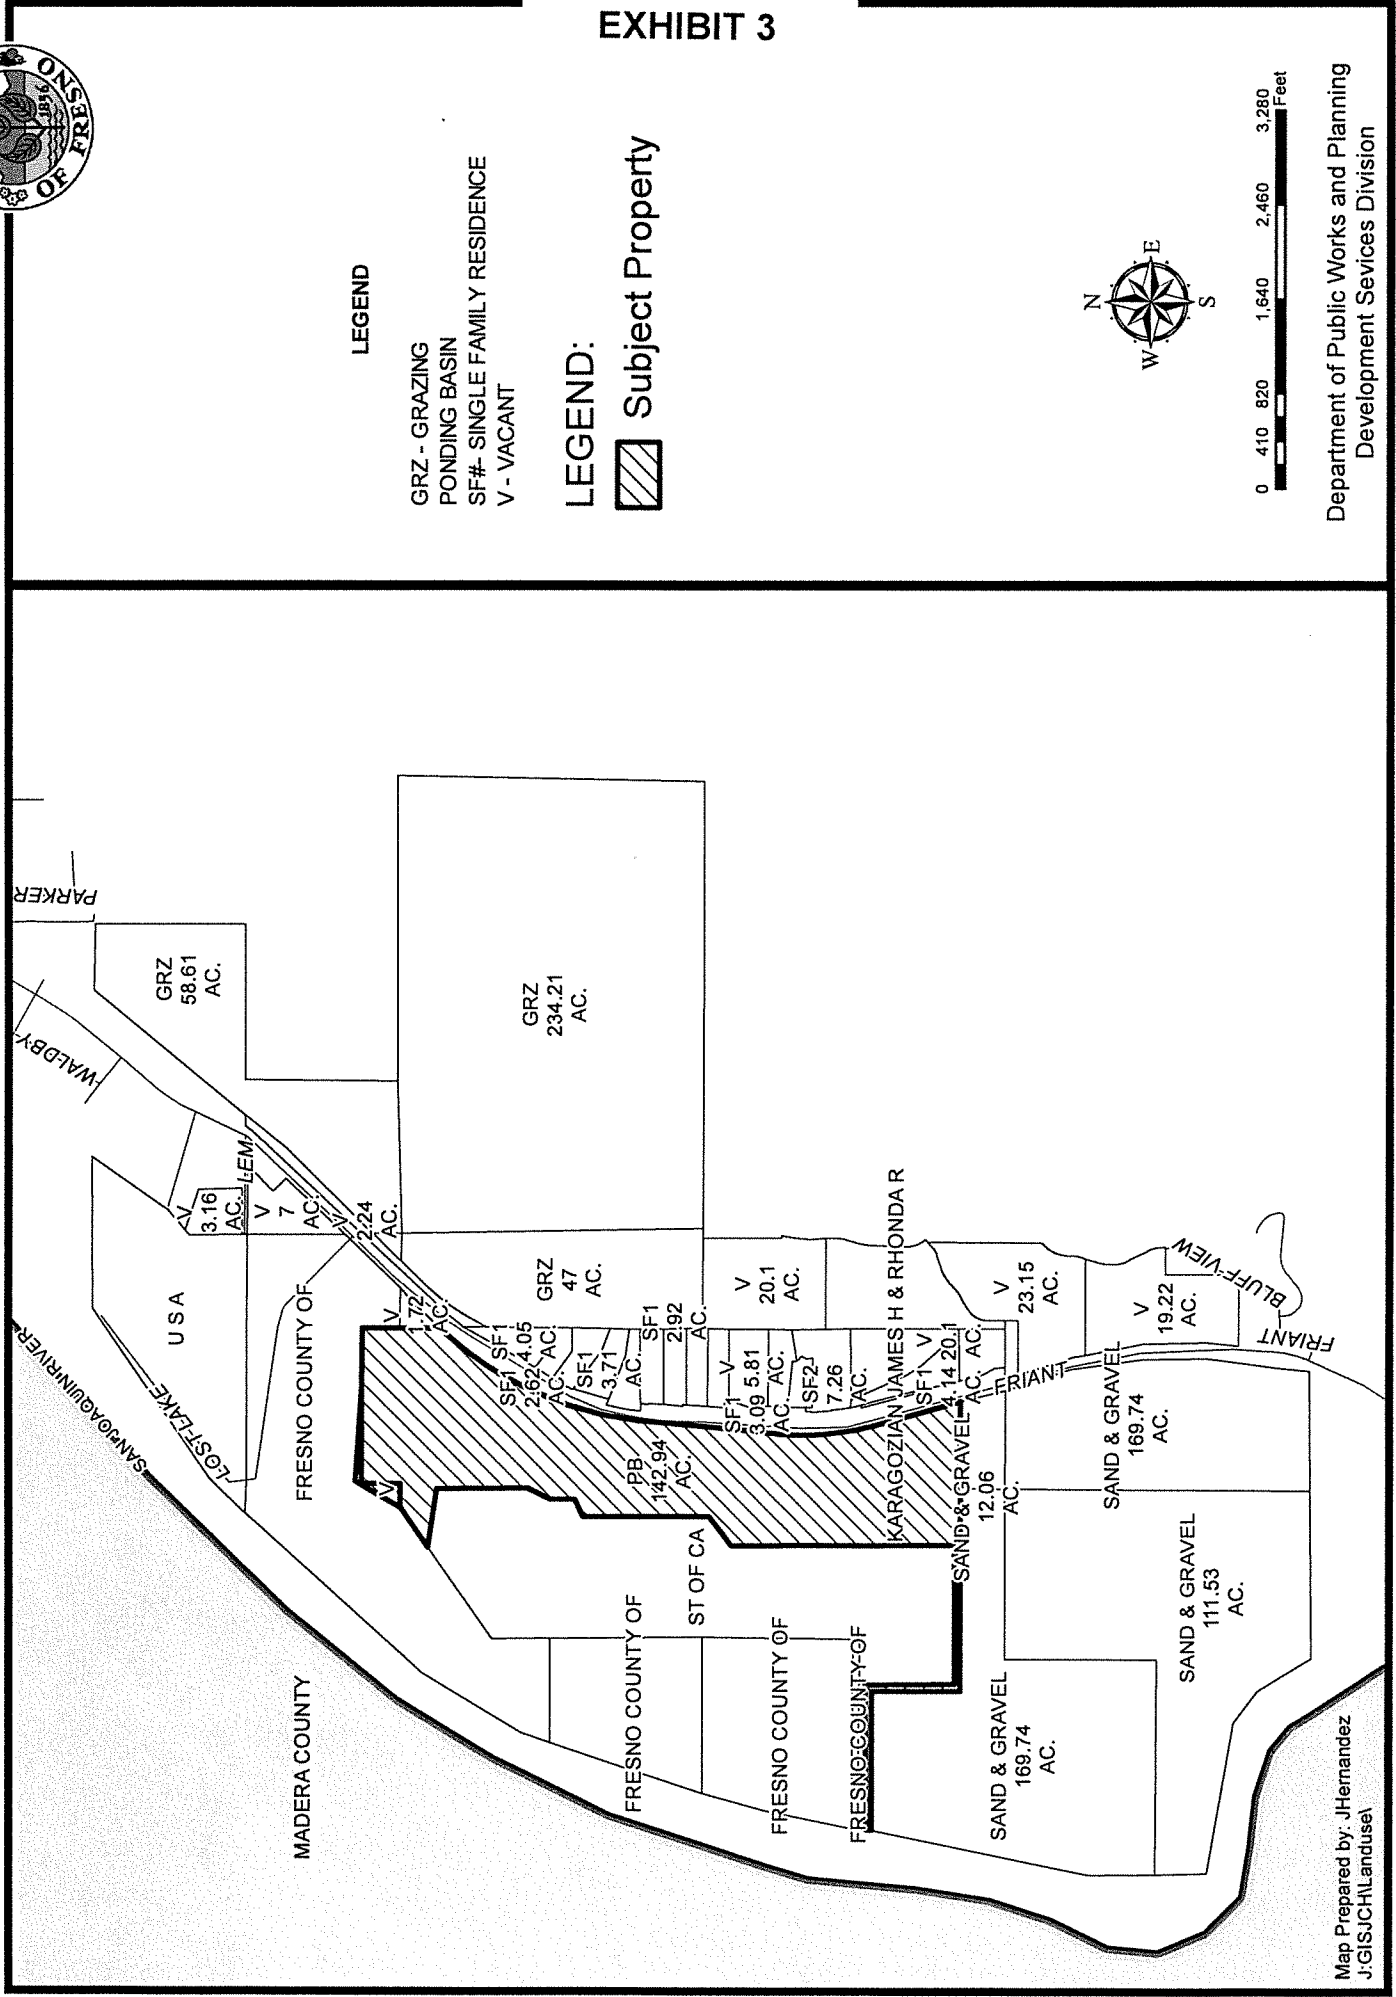 EXHIBIT 3
OF FRESNO
1856
LEGEND
GRZ - GRAZING
PONDING BASIN
SF#- SINGLE FAMILY RESIDENCE
V - VACANT
LEGEND:
Subject Property
N
W
E
S
0 410 820 1,640 2,460 3,280
Feet
Department of Public Works and Planning
Development Sevices Division
SAN JOAQUIN RIVER
MADERA COUNTY
LOST LAKE
U S A
WALDBY
PARKER
GRZ
58.61
AC.
V
3.16
AC.
LEM
V
7
AC.
V
2.24
AC.
FRESNO COUNTY OF
V
1.72
AC.
V
GRZ
234.21
AC.
GRZ
47
AC.
SF1
4.05
AC.
SF1
2.62
AC.
SF1
3.71
AC.
SF1
2.92
AC.
PB
142.94
AC.
ST OF CA
FRESNO COUNTY OF
FRESNO COUNTY OF
FRESNO COUNTY OF
V
20.1
AC.
V
5.81
AC.
SF1
3.09
AC.
SF2
7.26
AC.
KARAGOZIAN JAMES H & RHONDA R
V
20.1
AC.
SF1
4.14
AC.
SAND & GRAVEL
12.06
AC.
FRIANT
V
23.15
AC.
V
19.22
AC.
BLUFF VIEW
FRIANT
SAND & GRAVEL
169.74
AC.
SAND & GRAVEL
111.53
AC.
SAND & GRAVEL
169.74
AC.
Map Prepared by: JHernandez
J:GISJCH\Landuse\